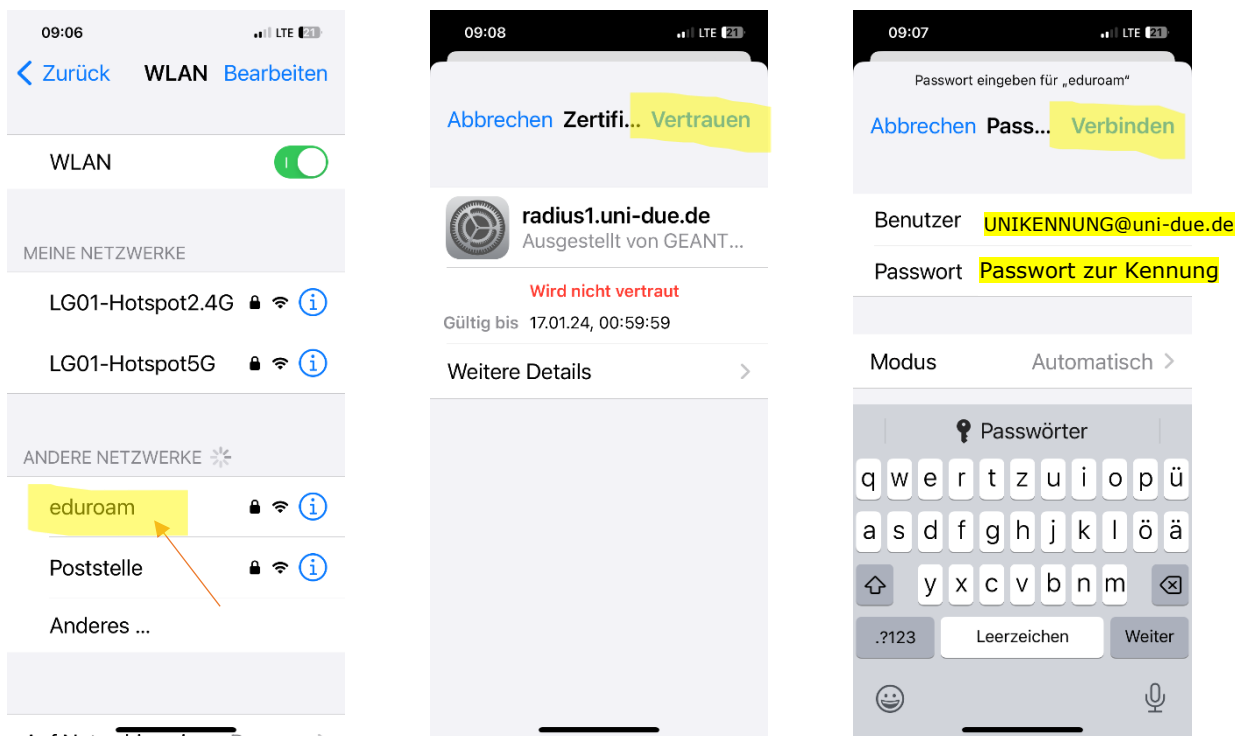 09:06 LTE 21
Zurück WLAN Bearbeiten
WLAN
MEINE NETZWERKE
LG01-Hotspot2.4G
LG01-Hotspot5G
ANDERE NETZWERKE
eduroam
Poststelle
Anderes ...
09:08 LTE 21
Abbrechen Zertifi... Vertrauen
radius1.uni-due.de
Ausgestellt von GEANT...
Wird nicht vertraut
Gültig bis 17.01.24, 00:59:59
Weitere Details
09:07 LTE 21
Passwort eingeben für „eduroam“
Abbrechen Pass... Verbinden
Benutzer UNIKENNUNG@uni-due.de
Passwort Passwort zur Kennung
Modus Automatisch
Passwörter
q w e r t z u i o p ü
a s d f g h j k l ö ä
y x c v b n m
.?123 Leerzeichen Weiter